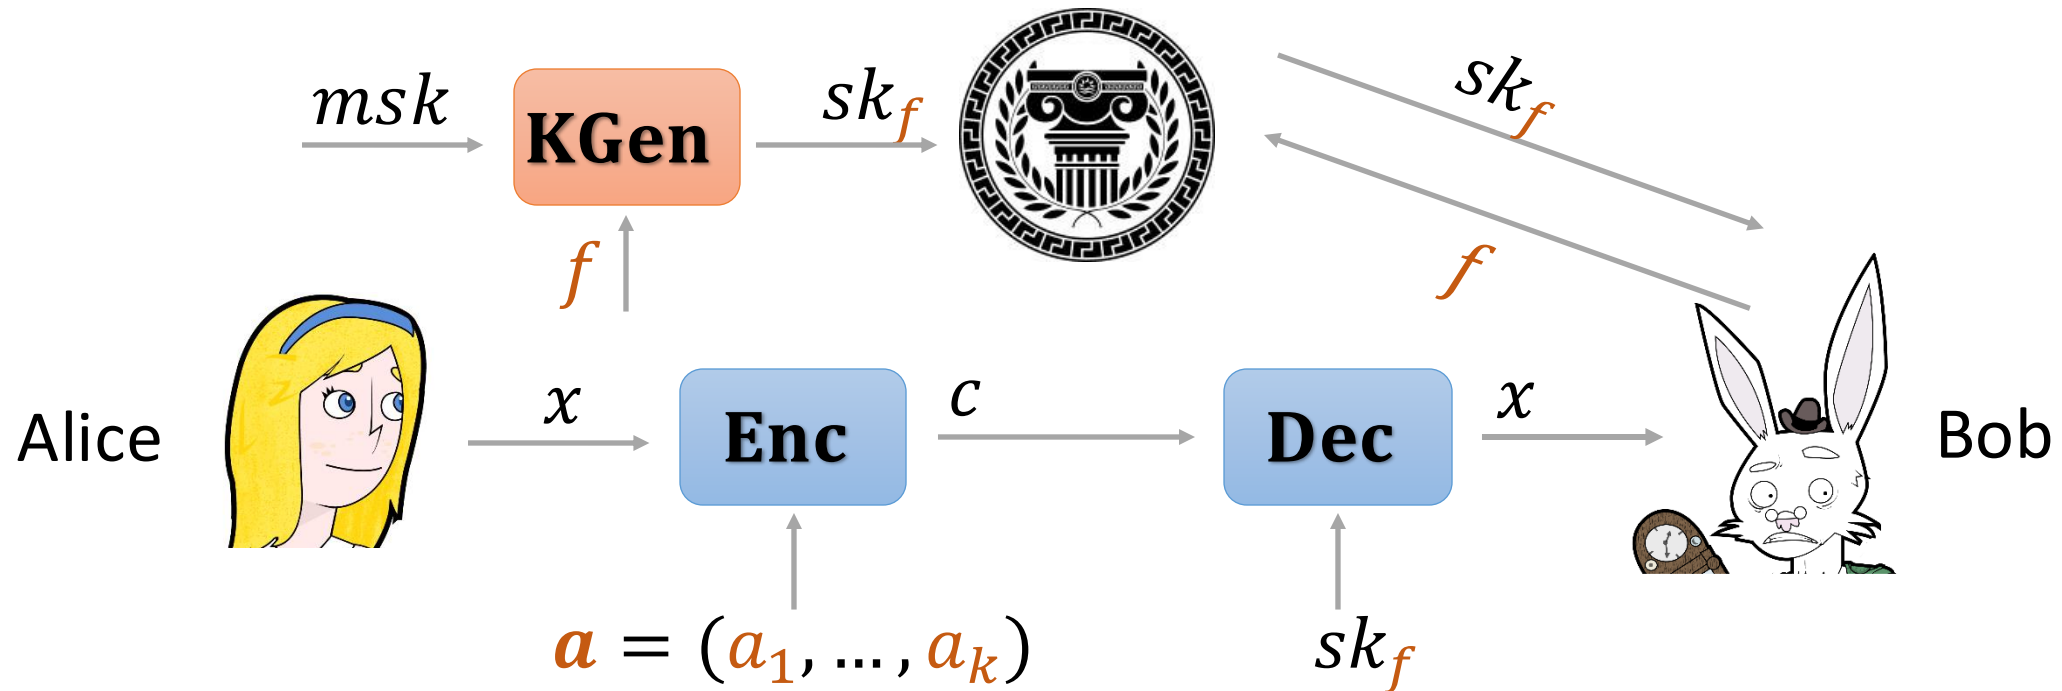 msk
KGen
sk_f
sk_f
f
f
Alice
x
Enc
c
Dec
x
Bob
a = (a_1, ... , a_k)
sk_f